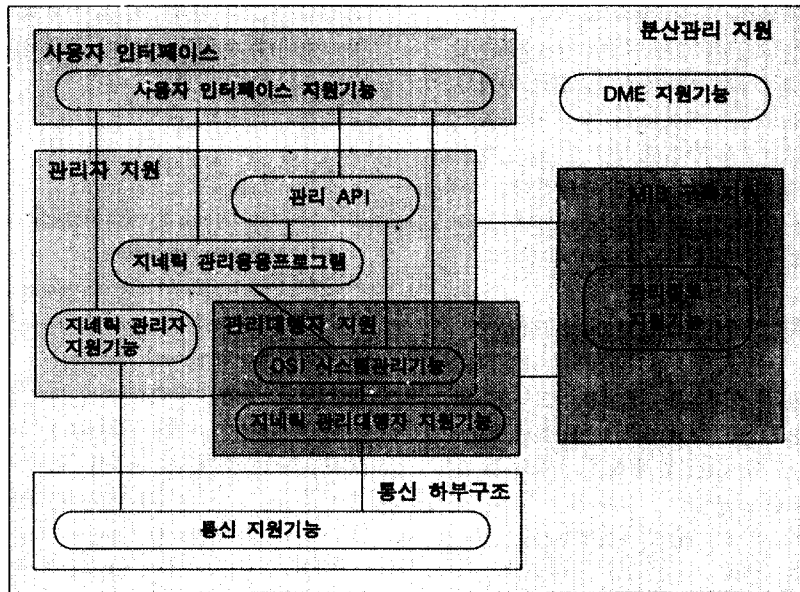 분산관리 지원
사용자 인터페이스
사용자 인터페이스 지원기능
DME 지원기능
관리자 지원
관리 API
지네릭 관리응용프로그램
지네릭 관리자
지원기능
관리대행자 지원
OSI 시스템관리기능
지네릭 관리대행자 지원기능
지원기능
통신 하부구조
통신 지원기능